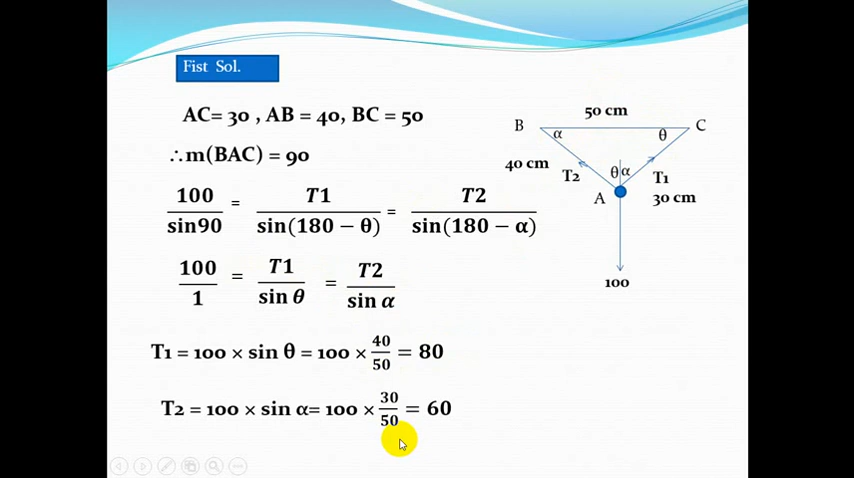 Fist Sol.
AC= 30 , AB = 40, BC = 50
∴m(BAC) = 90
100/sin90 = T1/sin(180 − θ) = T2/sin(180 − α)
100/1 = T1/sin θ = T2/sin α
T1 = 100 × sin θ = 100 × 40/50 = 80
T2 = 100 × sin α= 100 × 30/50 = 60
50 cm
B α θ C
40 cm
T2 θ α T1
A 30 cm
100